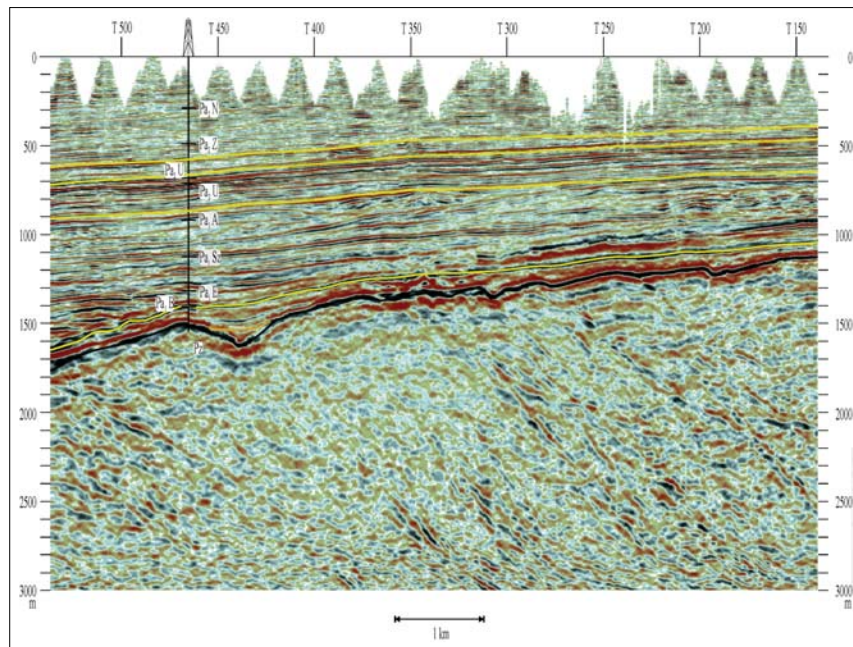 T 500 T 450 T 400 T 350 T 300 T 250 T 200 T 150
0 0
Pa, N
Pa, Z
500 500
Pa, U
Pa, U
Pa, A
1000 1000
Pa, Sc
Pa, E
Pa, B
1500 1500
Pz
2000 2000
2500 2500
3000 3000
m m
1 km